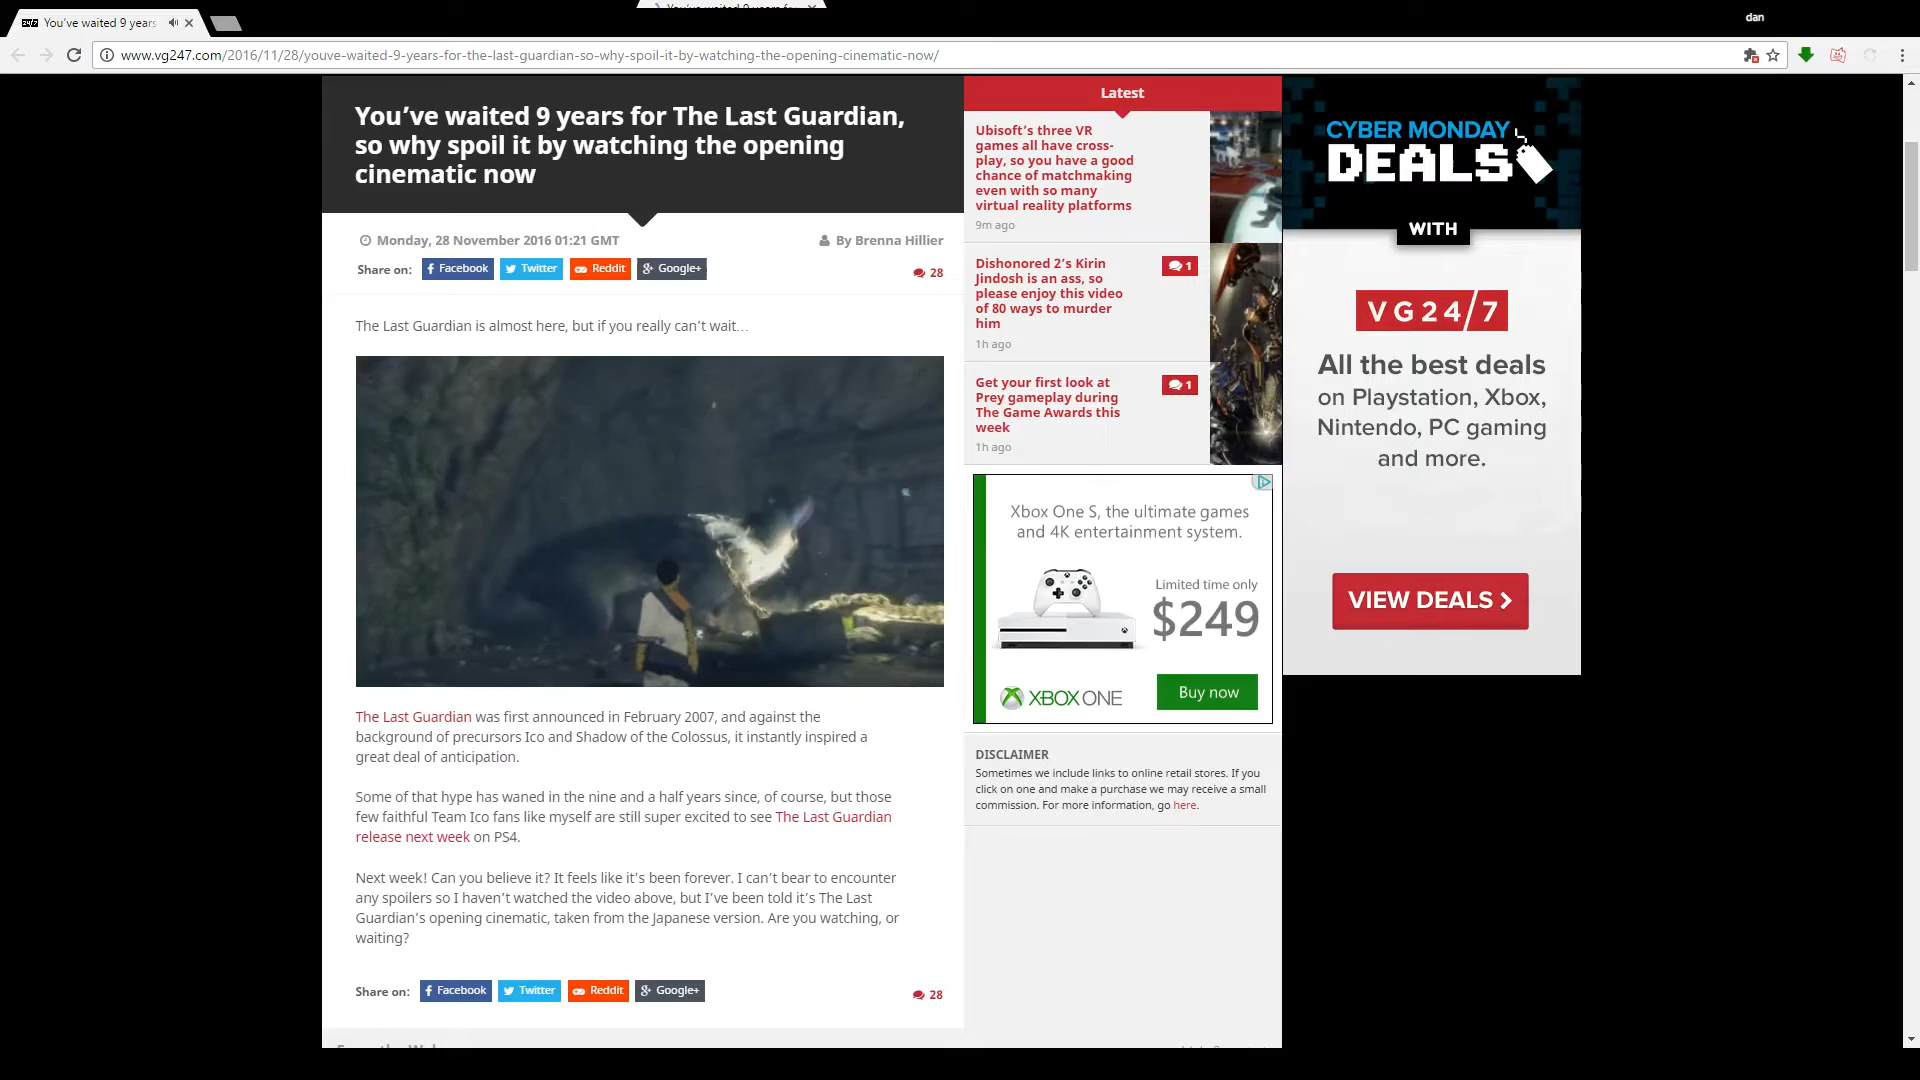 You've waited 9 years
dan
www.vg247.com/2016/11/28/youve-waited-9-years-for-the-last-guardian-so-why-spoil-it-by-watching-the-opening-cinematic-now/
You've waited 9 years for The Last Guardian,
so why spoil it by watching the opening
cinematic now
Monday, 28 November 2016 01:21 GMT
By Brenna Hillier
Share on:
Facebook
Twitter
Reddit
Google+
28
The Last Guardian is almost here, but if you really can't wait…
The Last Guardian was first announced in February 2007, and against the
background of precursors Ico and Shadow of the Colossus, it instantly inspired a
great deal of anticipation.
Some of that hype has waned in the nine and a half years since, of course, but those
few faithful Team Ico fans like myself are still super excited to see The Last Guardian
release next week on PS4.
Next week! Can you believe it? It feels like it's been forever. I can't bear to encounter
any spoilers so I haven't watched the video above, but I've been told it's The Last
Guardian's opening cinematic, taken from the Japanese version. Are you watching, or
waiting?
Share on:
Facebook
Twitter
Reddit
Google+
28
Latest
Ubisoft's three VR
games all have cross-
play, so you have a good
chance of matchmaking
even with so many
virtual reality platforms
9m ago
Dishonored 2's Kirin
Jindosh is an ass, so
please enjoy this video
of 80 ways to murder
him
1
1h ago
Get your first look at
Prey gameplay during
The Game Awards this
week
1
1h ago
Xbox One S, the ultimate games
and 4K entertainment system.
Limited time only
$249
XBOX ONE
Buy now
DISCLAIMER
Sometimes we include links to online retail stores. If you
click on one and make a purchase we may receive a small
commission. For more information, go here.
CYBER MONDAY
DEALS
WITH
VG24/7
All the best deals
on Playstation, Xbox,
Nintendo, PC gaming
and more.
VIEW DEALS